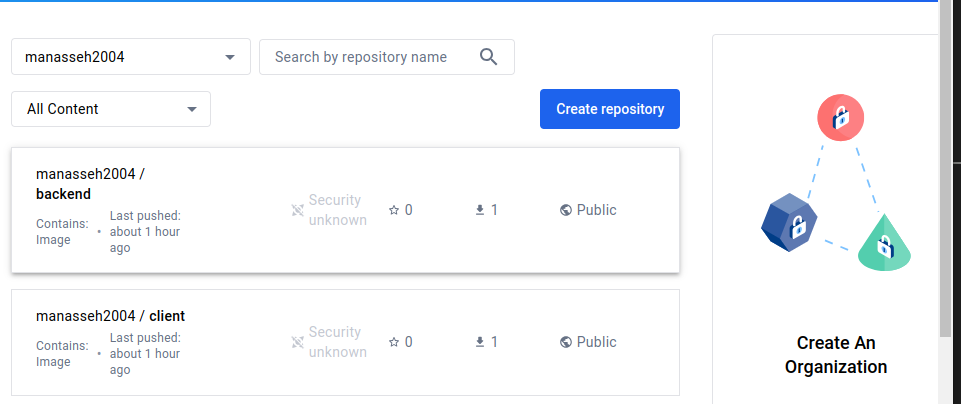 manasseh2004
Search by repository name
All Content
Create repository
manasseh2004 /
backend
Contains:
Image
•
Last pushed:
about 1 hour
ago
Security
unknown
0
1
Public
manasseh2004 / client
Contains:
Image
•
Last pushed:
about 1 hour
ago
Security
unknown
0
1
Public
Create An
Organization